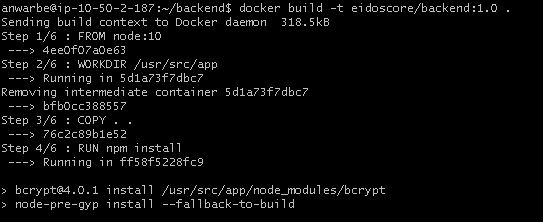 anwarbe@ip-10-50-2-187:~/backend$ docker build -t eidoscore/backend:1.0 .
Sending build context to Docker daemon  318.5kB
Step 1/6 : FROM node:10
 ---> 4ee0f07a0e63
Step 2/6 : WORKDIR /usr/src/app
 ---> Running in 5d1a73f7dbc7
Removing intermediate container 5d1a73f7dbc7
 ---> bfb0cc388557
Step 3/6 : COPY . .
 ---> 76c2c89b1e52
Step 4/6 : RUN npm install
 ---> Running in ff58f5228fc9
> bcrypt@4.0.1 install /usr/src/app/node_modules/bcrypt
> node-pre-gyp install --fallback-to-build